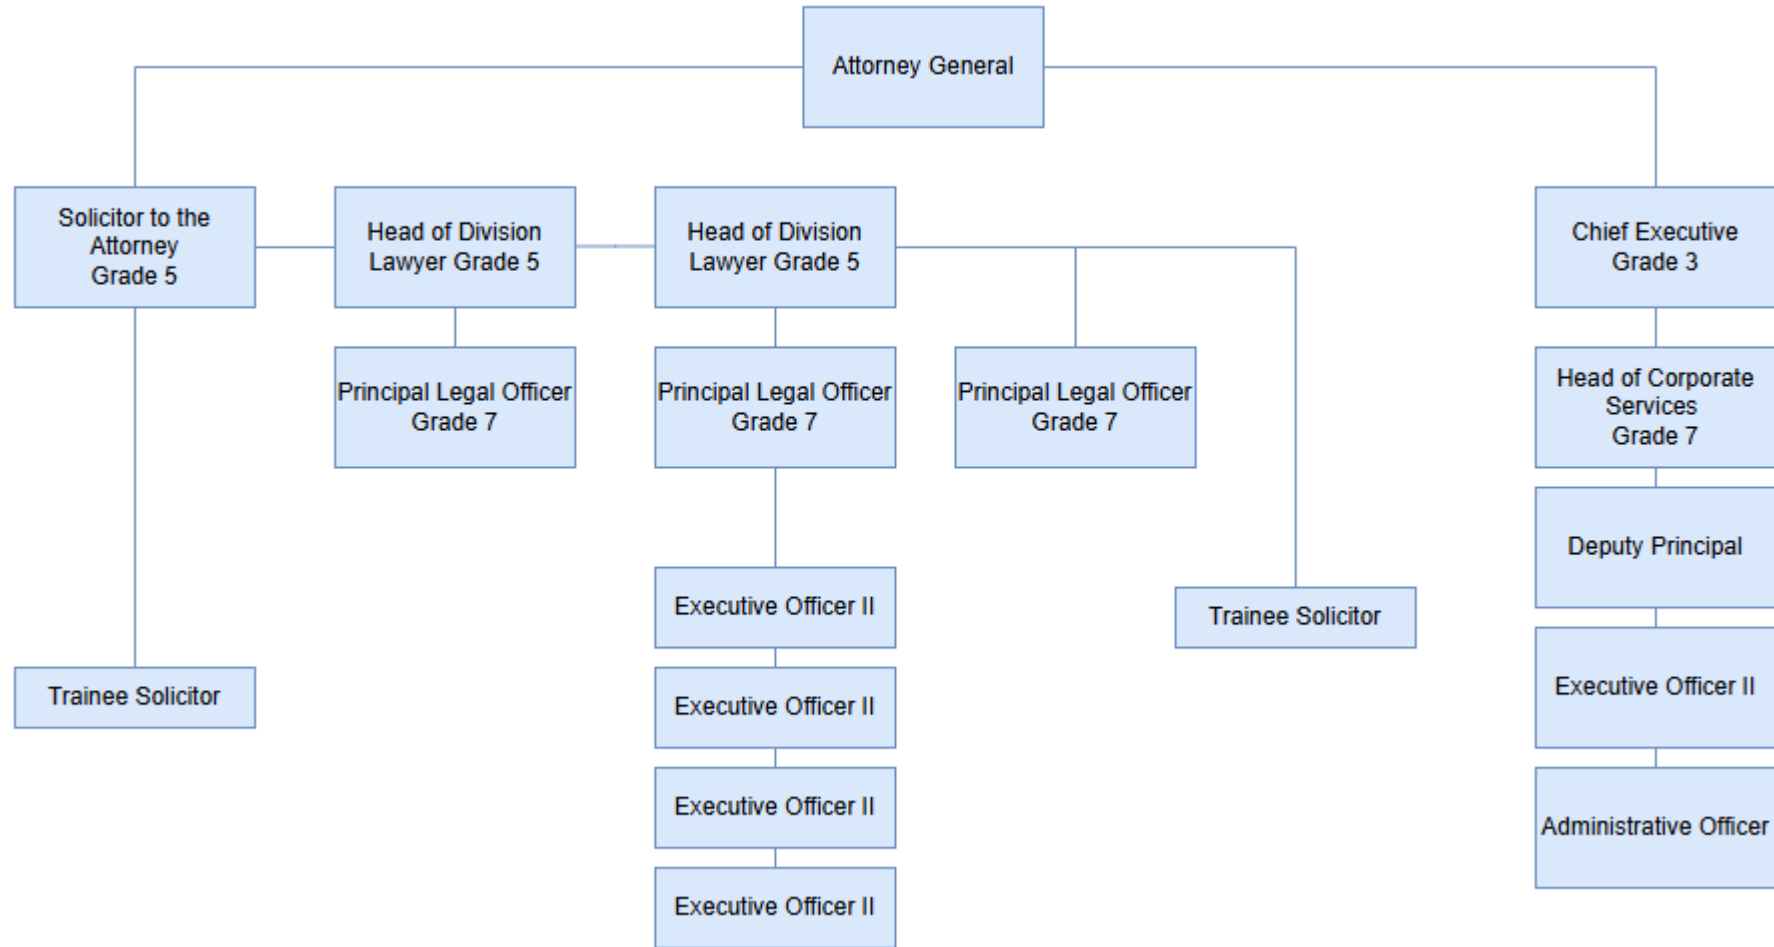 Attorney General
Solicitor to the
Attorney
Grade 5
Head of Division
Lawyer Grade 5
Head of Division
Lawyer Grade 5
Chief Executive
Grade 3
Principal Legal Officer
Grade 7
Principal Legal Officer
Grade 7
Principal Legal Officer
Grade 7
Head of Corporate
Services
Grade 7
Deputy Principal
Executive Officer II
Trainee Solicitor
Executive Officer II
Trainee Solicitor
Executive Officer II
Executive Officer II
Administrative Officer
Executive Officer II